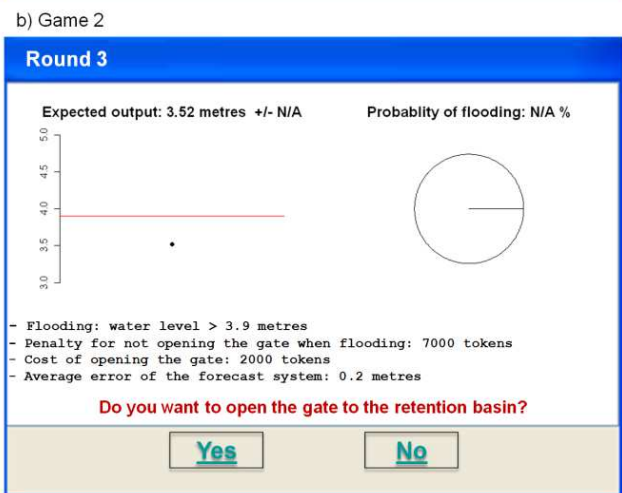 b) Game 2
Round 3
Expected output: 3.52 metres +/- N/A
Probablity of flooding: N/A %
5.0
4.5
4.0
3.5
3.0
- Flooding: water level > 3.9 metres
- Penalty for not opening the gate when flooding: 7000 tokens
- Cost of opening the gate: 2000 tokens
- Average error of the forecast system: 0.2 metres
Do you want to open the gate to the retention basin?
Yes
No